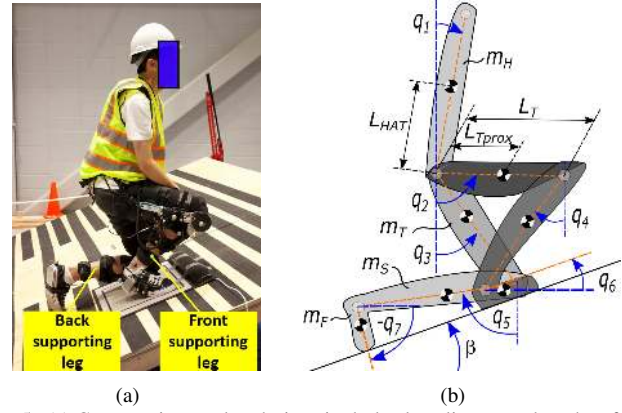 Back
supporting
leg
Front
supporting
leg
q1
mH
LHAT
LT
LTprox
q2
mT
q4
q3
mS
q6
mF
-q7
q5
β
(a)
(b)